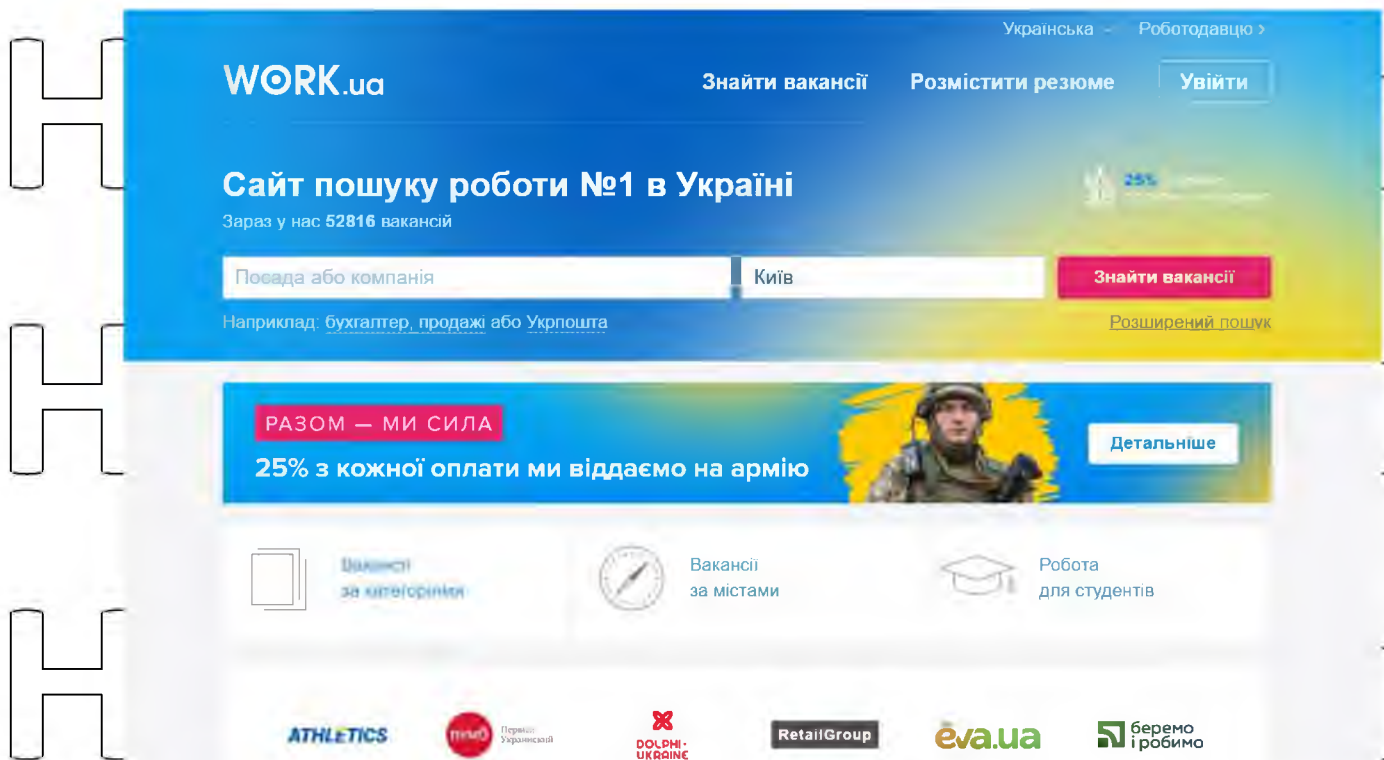 Українська
Роботодавцю ›
WORK.ua
Знайти вакансії
Розмістити резюме
Увійти
Сайт пошуку роботи №1 в Україні
25%
Зараз у нас 52816 вакансій
Посада або компанія
Київ
Знайти вакансії
Наприклад: бухгалтер, продажі або Укрпошта
Розширений пошук
РАЗОМ — МИ СИЛА
25% з кожної оплати ми віддаємо на армію
Детальніше
Вакансії
за категоріями
Вакансії
за містами
Робота
для студентів
ATHLETICS
пумб
Первый
Украинский
DOLPHI-
UKRAINE
RetailGroup
eva.ua
беремо
і робимо